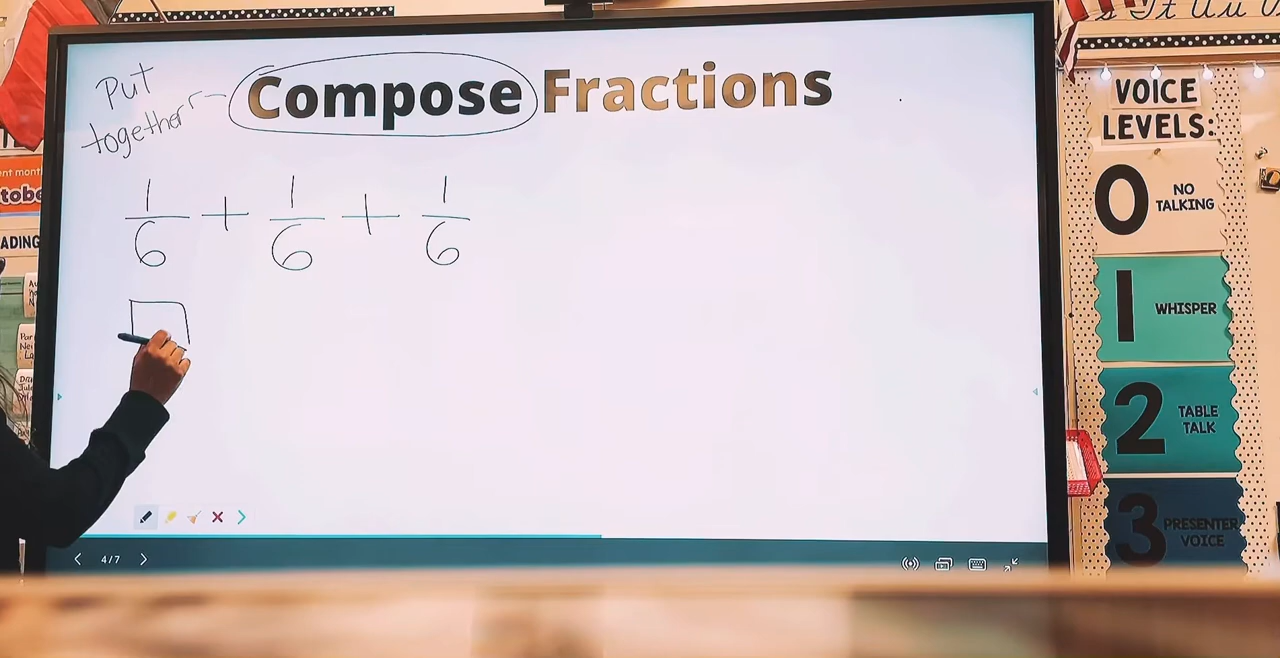 Put
together
Compose Fractions
1/6 + 1/6 + 1/6
4/7
VOICE
LEVELS:
0 NO
TALKING
1 WHISPER
2 TABLE
TALK
3 PRESENTER
VOICE